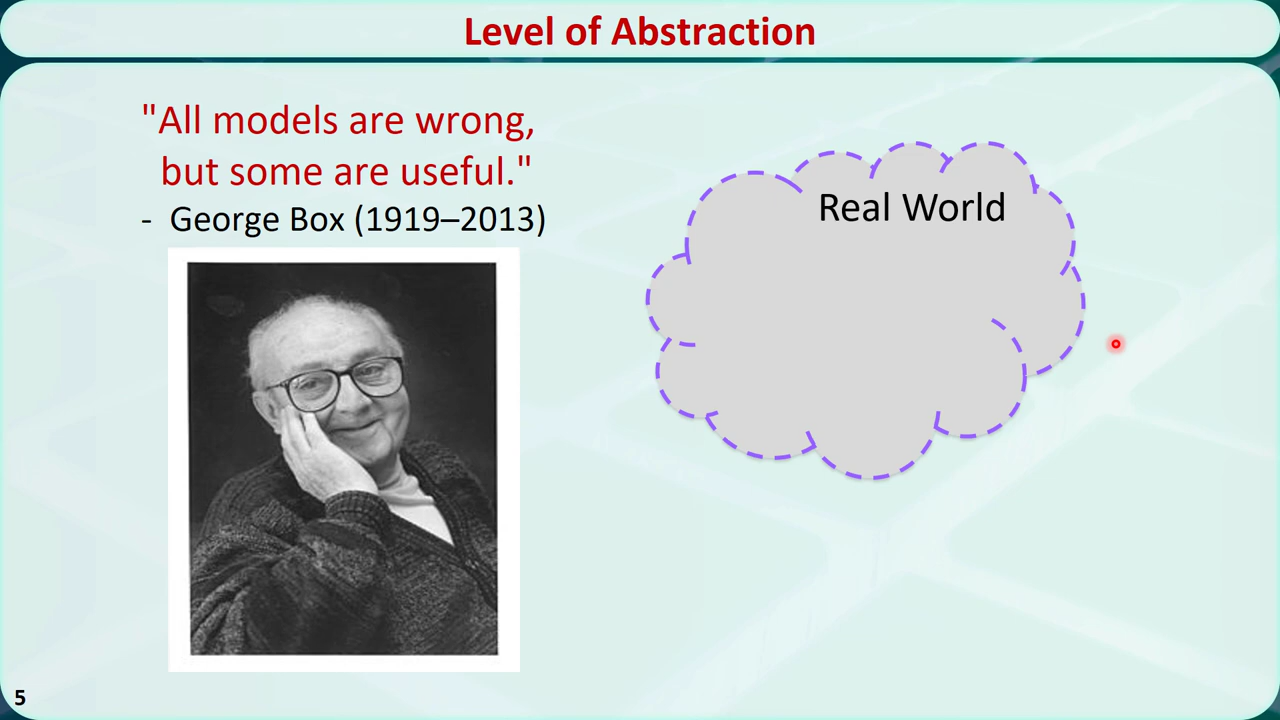 Level of Abstraction
"All models are wrong,
but some are useful."
- George Box (1919–2013)
Real World
5